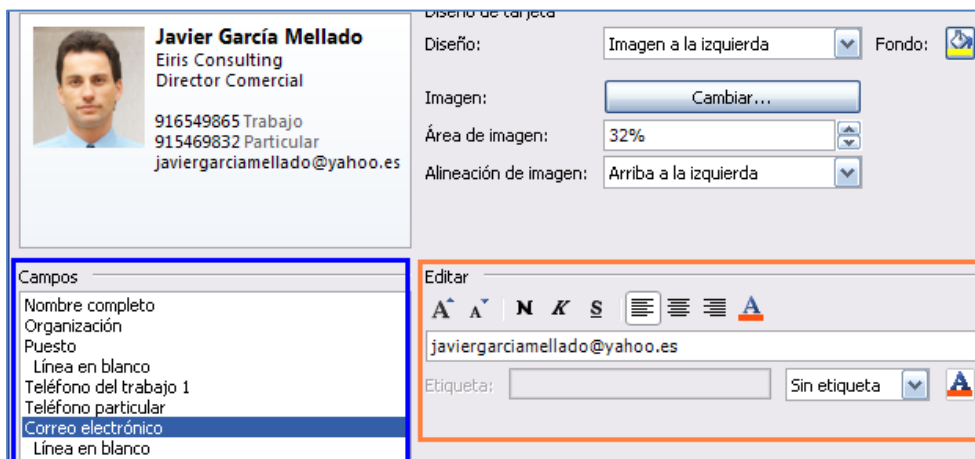 Diseño de tarjeta
Javier García Mellado
Eiris Consulting
Director Comercial
916549865 Trabajo
915469832 Particular
javiergarciamellado@yahoo.es
Diseño: Imagen a la izquierda Fondo:
Imagen: Cambiar...
Área de imagen: 32%
Alineación de imagen: Arriba a la izquierda
Campos
Nombre completo
Organización
Puesto
Línea en blanco
Teléfono del trabajo 1
Teléfono particular
Correo electrónico
Línea en blanco
Editar
A A N K S A
javiergarciamellado@yahoo.es
Etiqueta: Sin etiqueta A